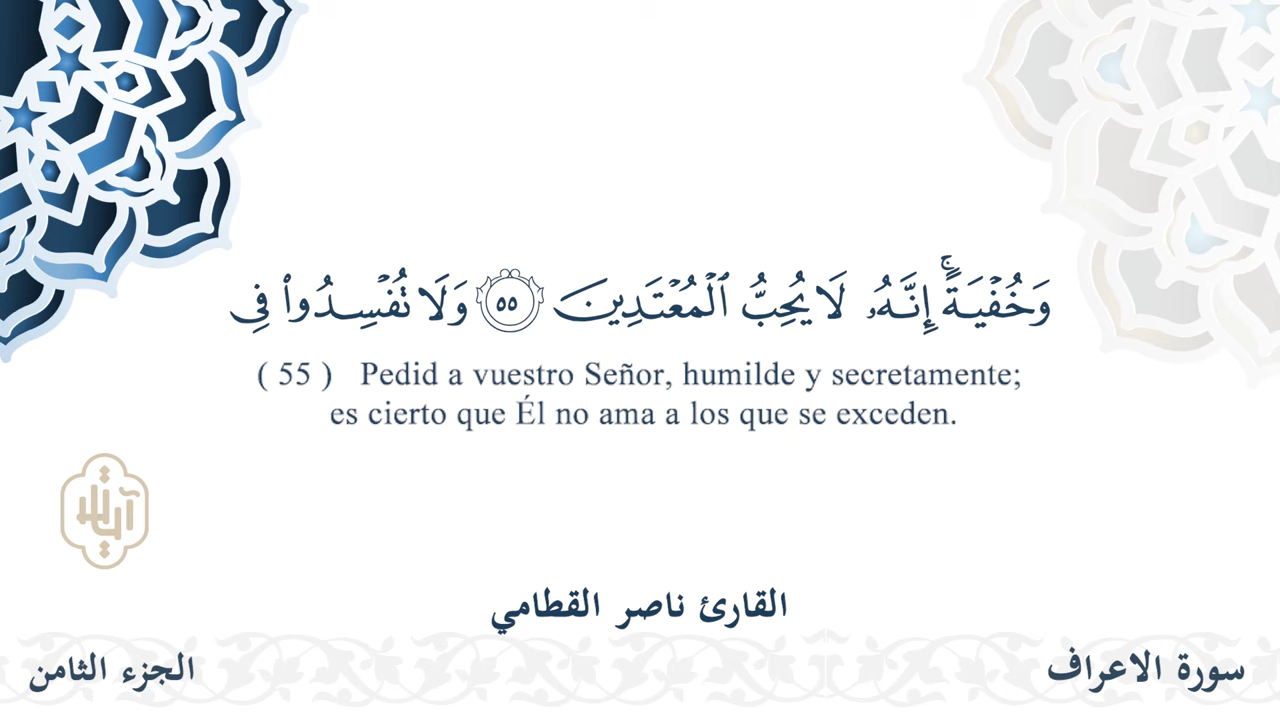 وَخُفْيَةً ۚ إِنَّهُۥ لَا يُحِبُّ ٱلْمُعْتَدِينَ ٥٥ وَلَا تُفْسِدُوا۟ فِى
( 55 ) Pedid a vuestro Señor, humilde y secretamente;
es cierto que Él no ama a los que se exceden.
آيات
القارئ ناصر القطامي
سورة الاعراف
الجزء الثامن